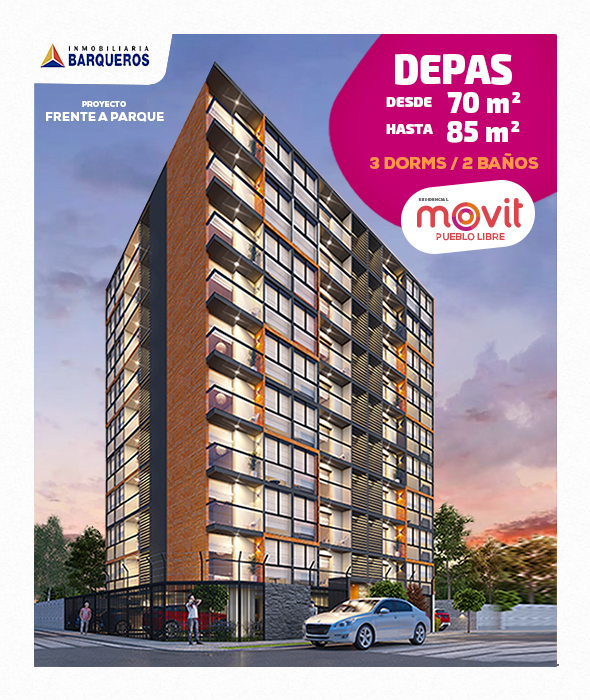 INMOBILIARIA
BARQUEROS
PROYECTO
FRENTE A PARQUE
DEPAS
DESDE 70 m²
HASTA 85 m²
3 DORMS / 2 BAÑOS
RESIDENCIAL
movit
PUEBLO LIBRE